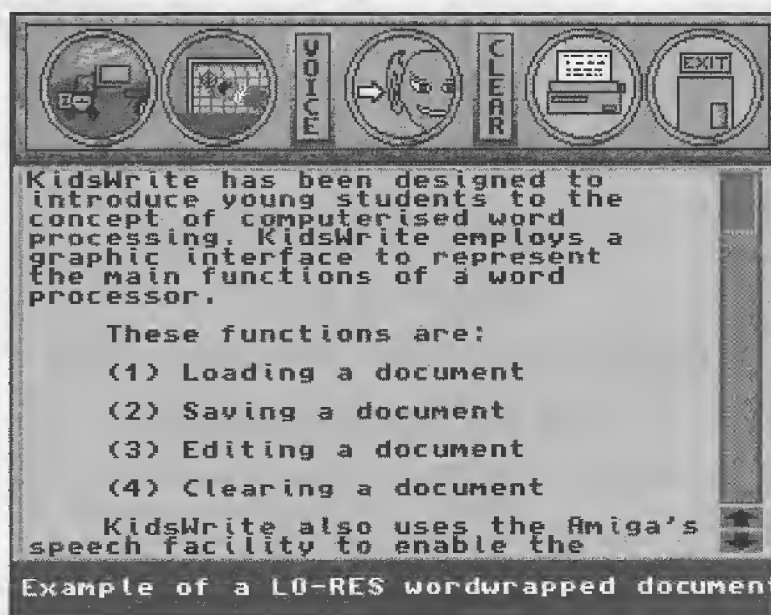 VOICE
CLEAR
EXIT
KidsWrite has been designed to
introduce young students to the
concept of computerised word
processing. KidsWrite employs a
graphic interface to represent
the main functions of a word
processor.
These functions are:
(1) Loading a document
(2) Saving a document
(3) Editing a document
(4) Clearing a document
KidsWrite also uses the Amiga's
speech facility to enable the
Example of a LO-RES wordwrapped document